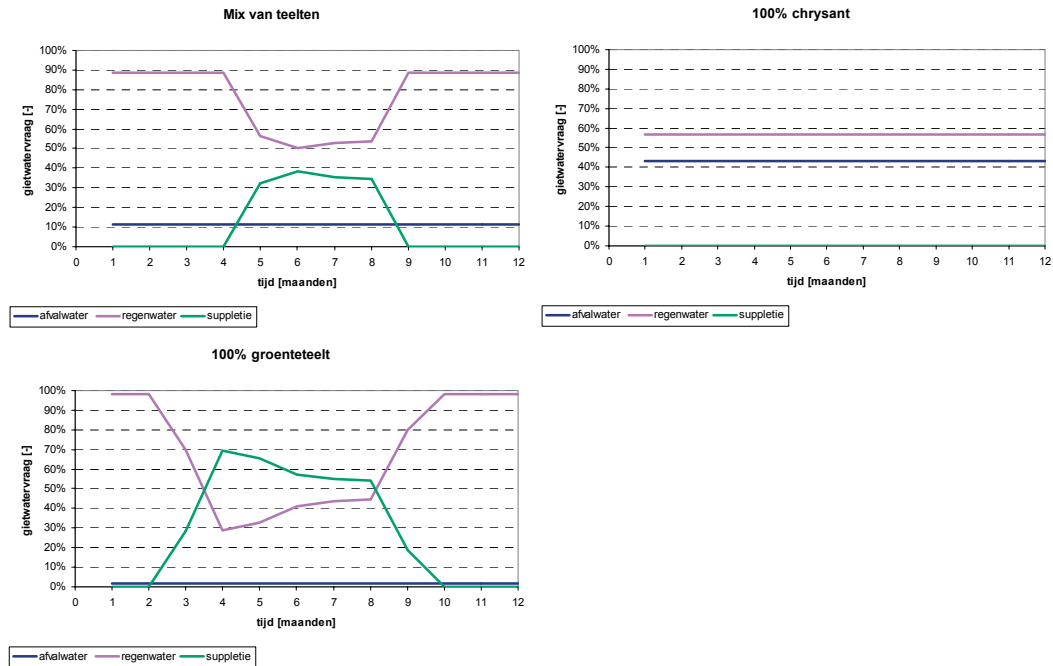 Mix van teelten
100%
90%
80%
70%
60%
50%
40%
30%
20%
10%
0%
gietwatervraag [-]
0 1 2 3 4 5 6 7 8 9 10 11 12
tijd [maanden]
afvalwater regenwater suppletie
100% chrysant
100%
90%
80%
70%
60%
50%
40%
30%
20%
10%
0%
gietwatervraag [-]
0 1 2 3 4 5 6 7 8 9 10 11 12
tijd [maanden]
afvalwater regenwater suppletie
100% groenteteelt
100%
90%
80%
70%
60%
50%
40%
30%
20%
10%
0%
gietwatervraag [-]
0 1 2 3 4 5 6 7 8 9 10 11 12
tijd [maanden]
afvalwater regenwater suppletie